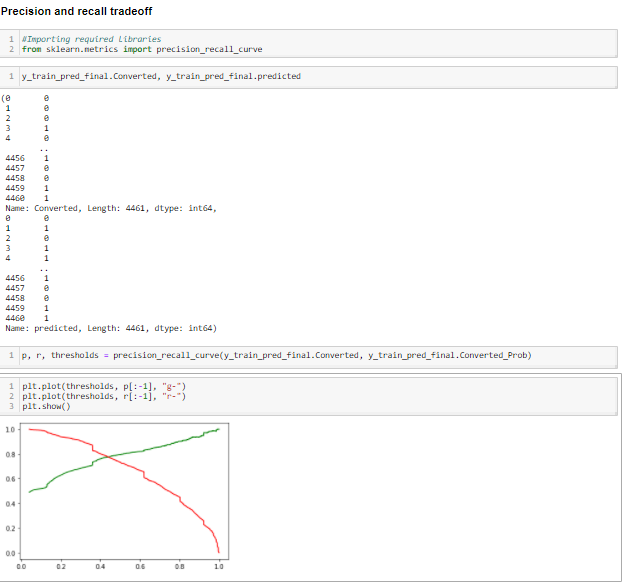 Precision and recall tradeoff
1 #Importing required Libraries
2 from sklearn.metrics import precision_recall_curve
1 y_train_pred_final.Converted, y_train_pred_final.predicted
(0 0
1 0
2 0
3 1
4 0
..
4456 1
4457 0
4458 0
4459 1
4460 1
Name: Converted, Length: 4461, dtype: int64,
0 0
1 1
2 0
3 1
4 1
..
4456 1
4457 0
4458 0
4459 1
4460 1
Name: predicted, Length: 4461, dtype: int64)
1 p, r, thresholds = precision_recall_curve(y_train_pred_final.Converted, y_train_pred_final.Converted_Prob)
1 plt.plot(thresholds, p[:-1], "g-")
2 plt.plot(thresholds, r[:-1], "r-")
3 plt.show()
1.0
0.8
0.6
0.4
0.2
0.0
0.0 0.2 0.4 0.6 0.8 1.0